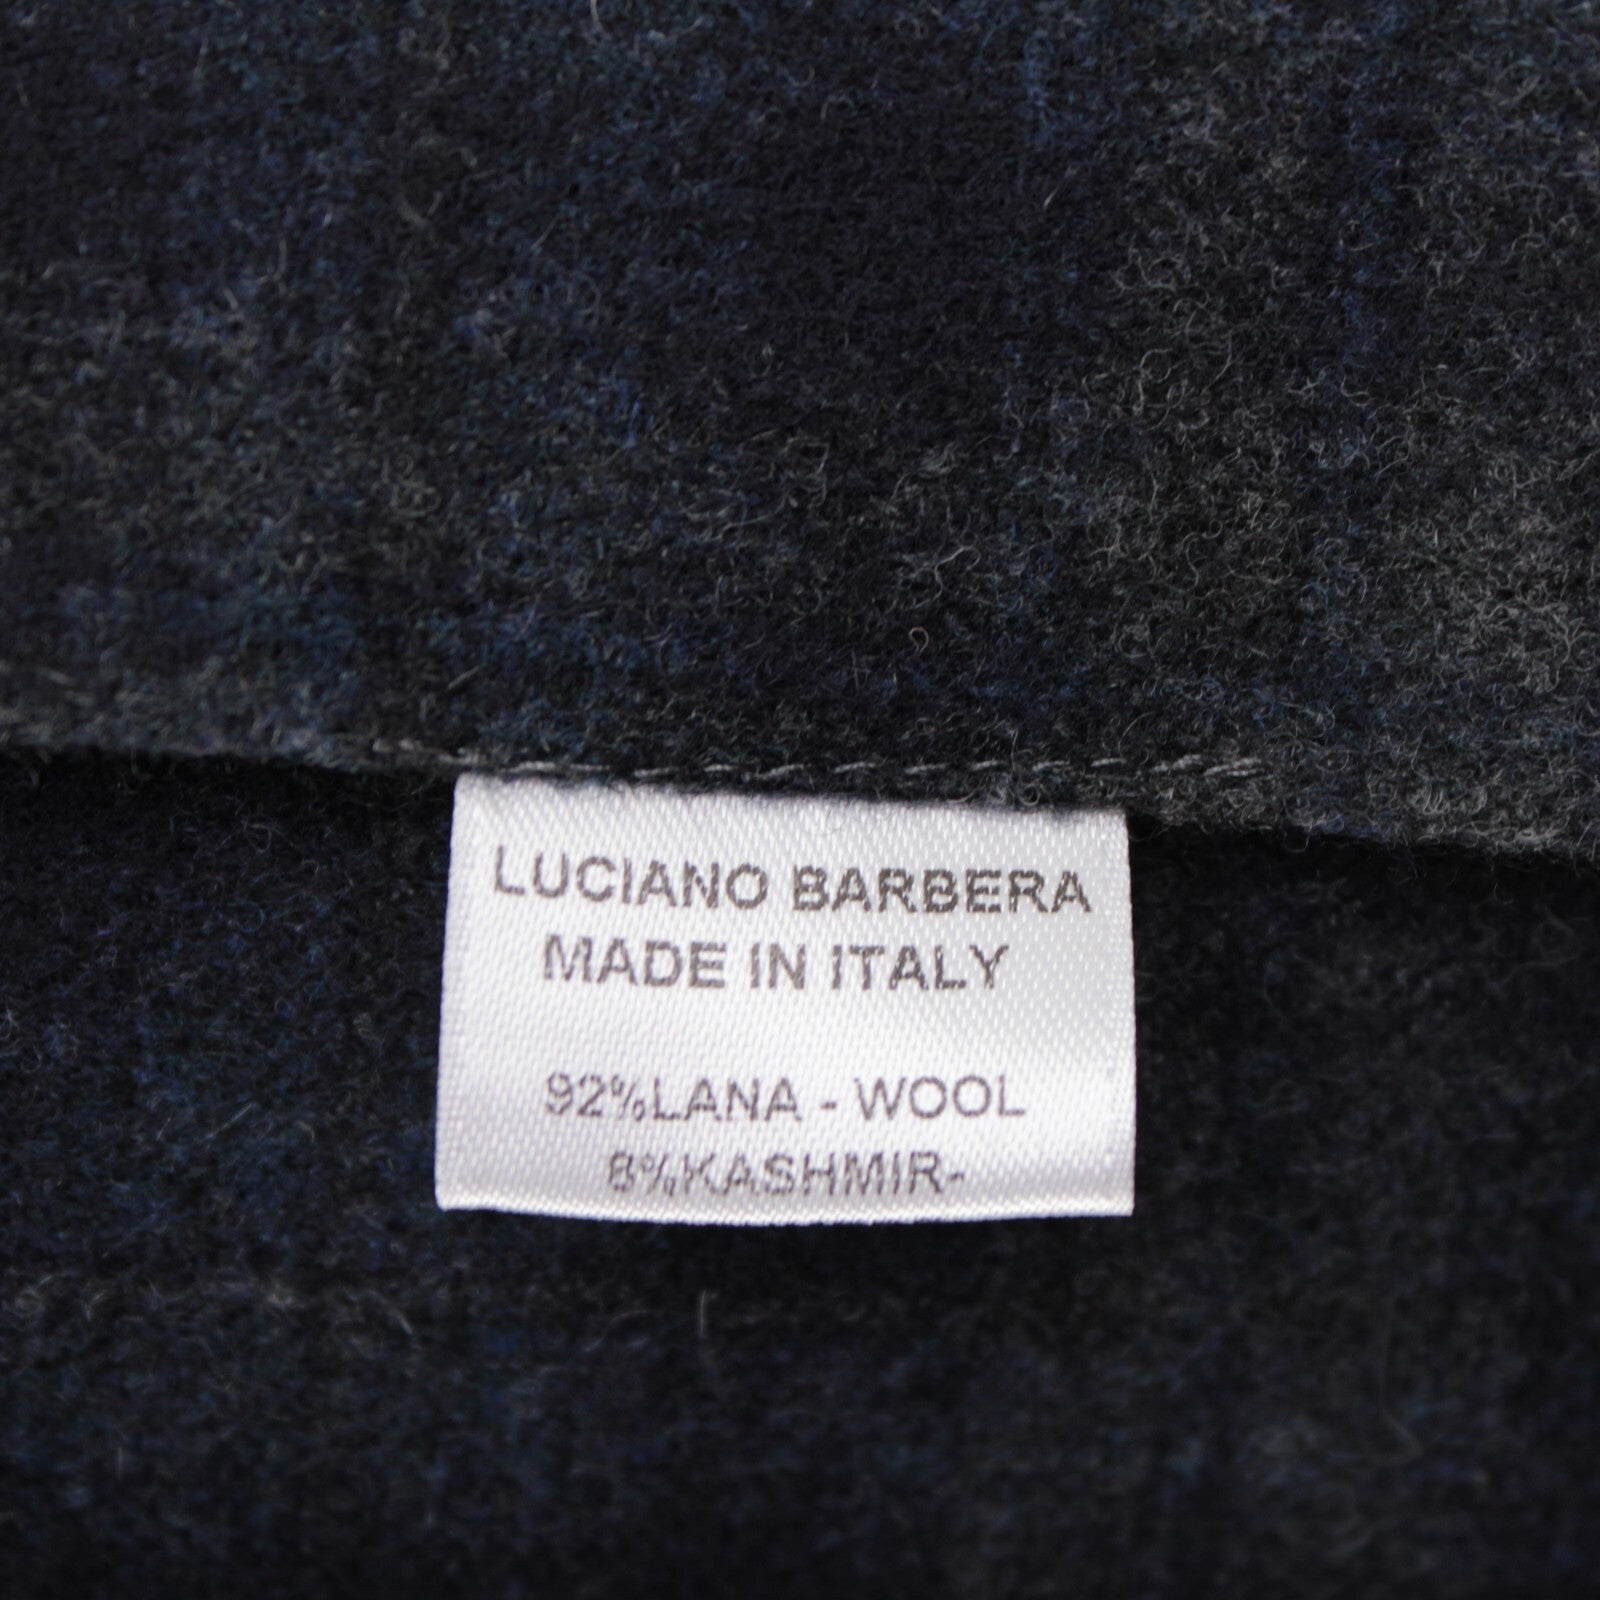 LUCIANO BARBERA
MADE IN ITALY
92%LANA - WOOL
8%KASHMIR-